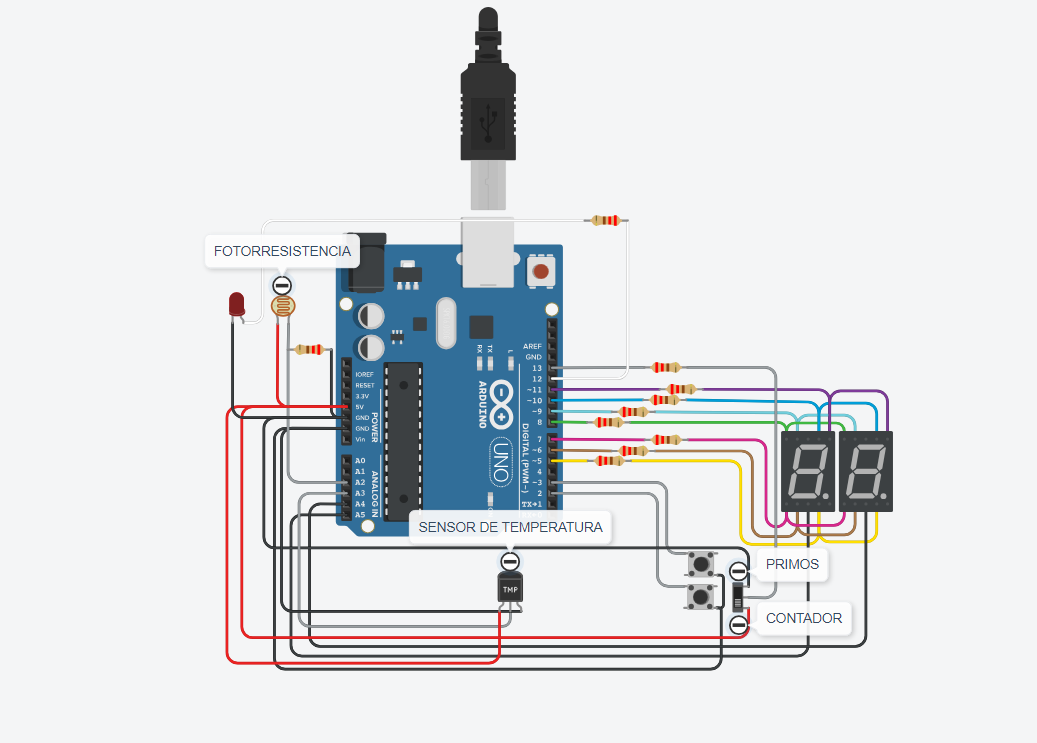 FOTORRESISTENCIA
AREF
GND
13
12
~11
~10
~9
8
7
~6
~5
4
~3
2
TX→1
IOREF
RESET
3.3V
5V
GND
GND
Vin
POWER
A0
A1
A2
A3
A4
A5
ANALOG IN
RX
TX
L
ARDUINO
UNO
DIGITAL (PWM~)
SENSOR DE TEMPERATURA
TMP
PRIMOS
CONTADOR